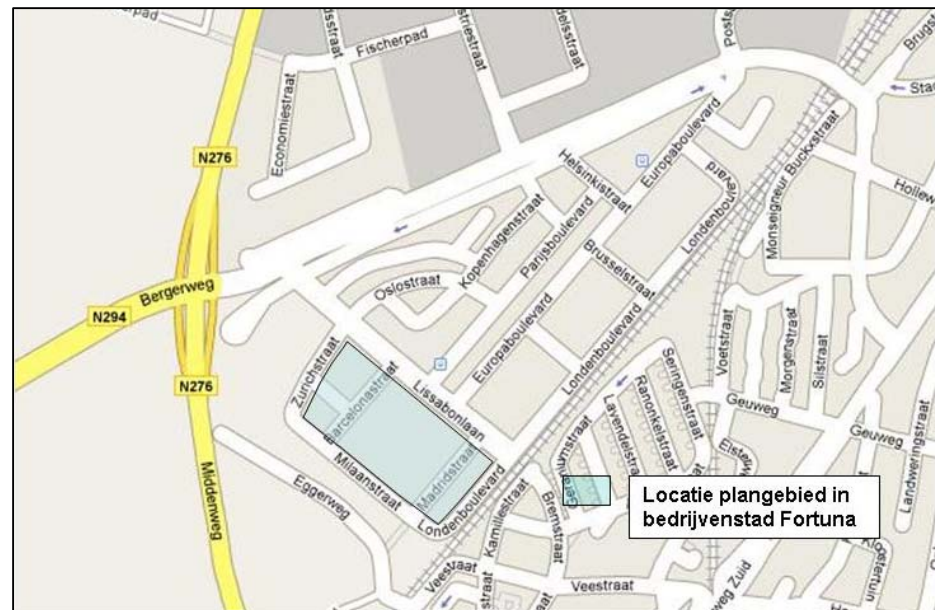 Fischerpad
Economiestraat
N276
Helsinkistraat
Europaboulevard
Londenboulevard
Monseigneur Buckxstraat
Kopenhagenstraat
Parijsboulevard
Brusselstraat
Oslostraat
Bergerweg
N294
N276
Europaboulevard
Londenboulevard
Voetstraat
Morgenstraat
Silstraat
Zurichstraat
Barcelonastraat
Lissabonlaan
Seringenstraat
Ranonkelstraat
Lavendelstraat
Geuweg
Geuweg
Landweringstraat
Milaanstraat
Madridstraat
Londenboulevard
Eggerweg
Middenweg
Kamillestraat
Bremstraat
Locatie plangebied in
bedrijvenstad Fortuna
Veestraat
Veestraat